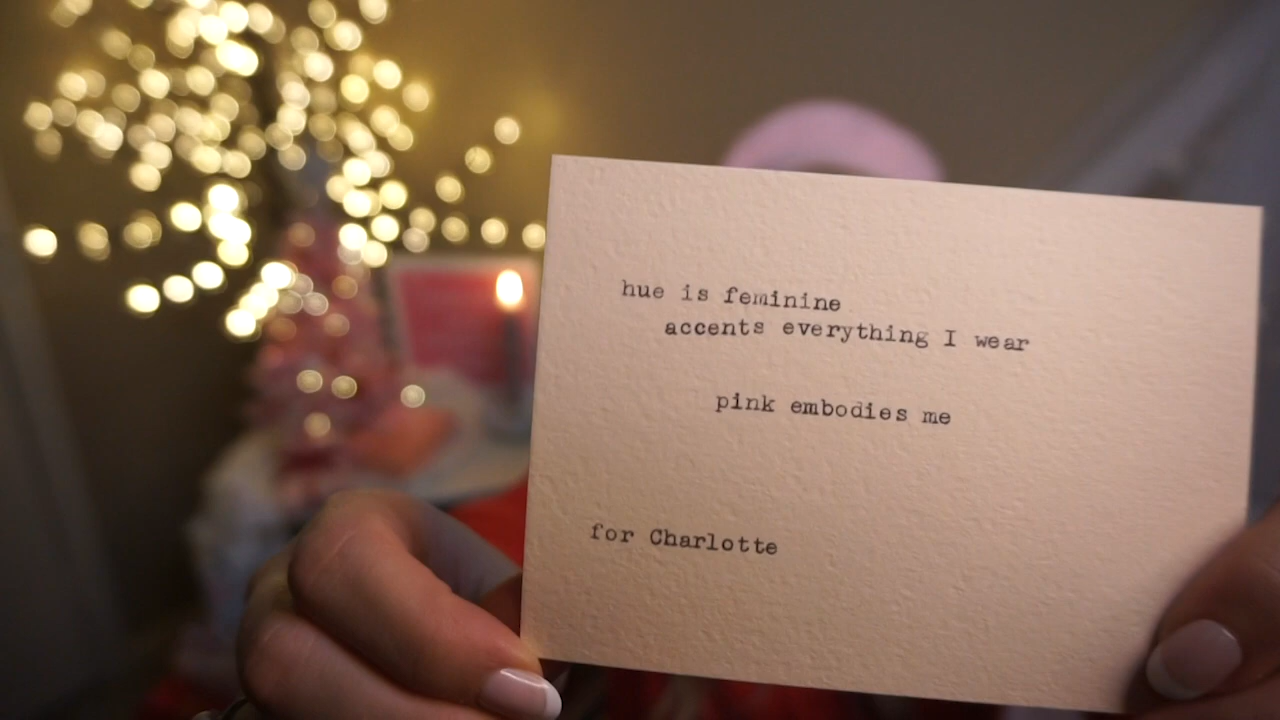 hue is feminine
accents everything I wear
pink embodies me
for Charlotte